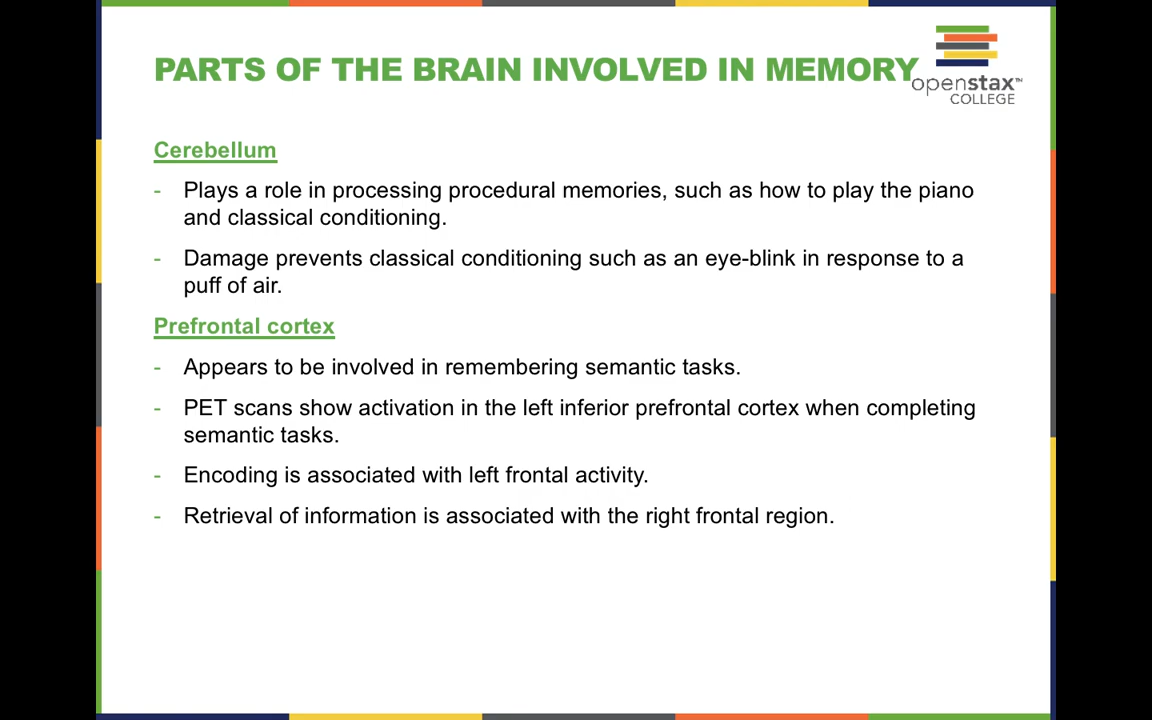 PARTS OF THE BRAIN INVOLVED IN MEMORY
openstax™
COLLEGE
Cerebellum
- Plays a role in processing procedural memories, such as how to play the piano
and classical conditioning.
- Damage prevents classical conditioning such as an eye-blink in response to a
puff of air.
Prefrontal cortex
- Appears to be involved in remembering semantic tasks.
- PET scans show activation in the left inferior prefrontal cortex when completing
semantic tasks.
- Encoding is associated with left frontal activity.
- Retrieval of information is associated with the right frontal region.